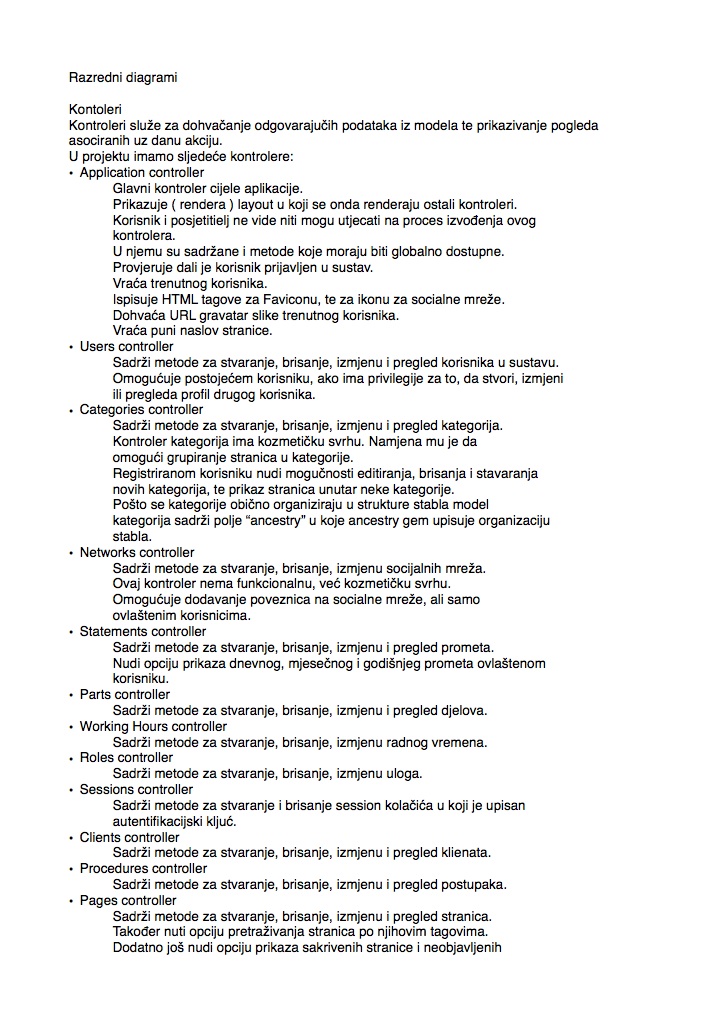 Razredni diagrami
Kontoleri
Kontroleri služe za dohvačanje odgovarajučih podataka iz modela te prikazivanje pogleda
asociranih uz danu akciju.
U projektu imamo sljedeće kontrolere:
• Application controller
Glavni kontroler cijele aplikacije.
Prikazuje ( rendera ) layout u koji se onda renderaju ostali kontroleri.
Korisnik i posjetitielj ne vide niti mogu utjecati na proces izvođenja ovog
kontrolera.
U njemu su sadržane i metode koje moraju biti globalno dostupne.
Provjeruje dali je korisnik prijavljen u sustav.
Vraća trenutnog korisnika.
Ispisuje HTML tagove za Faviconu, te za ikonu za socialne mreže.
Dohvaća URL gravatar slike trenutnog korisnika.
Vraća puni naslov stranice.
• Users controller
Sadrži metode za stvaranje, brisanje, izmjenu i pregled korisnika u sustavu.
Omogućuje postojećem korisniku, ako ima privilegije za to, da stvori, izmjeni
ili pregleda profil drugog korisnika.
• Categories controller
Sadrži metode za stvaranje, brisanje, izmjenu i pregled kategorija.
Kontroler kategorija ima kozmetičku svrhu. Namjena mu je da
omogući grupiranje stranica u kategorije.
Registriranom korisniku nudi mogučnosti editiranja, brisanja i stavaranja
novih kategorija, te prikaz stranica unutar neke kategorije.
Pošto se kategorije obično organiziraju u strukture stabla model
kategorija sadrži polje “ancestry” u koje ancestry gem upisuje organizaciju
stabla.
• Networks controller
Sadrži metode za stvaranje, brisanje, izmjenu socijalnih mreža.
Ovaj kontroler nema funkcionalnu, već kozmetičku svrhu.
Omogućuje dodavanje poveznica na socialne mreže, ali samo
ovlaštenim korisnicima.
• Statements controller
Sadrži metode za stvaranje, brisanje, izmjenu i pregled prometa.
Nudi opciju prikaza dnevnog, mjesečnog i godišnjeg prometa ovlaštenom
korisniku.
• Parts controller
Sadrži metode za stvaranje, brisanje, izmjenu i pregled djelova.
• Working Hours controller
Sadrži metode za stvaranje, brisanje, izmjenu radnog vremena.
• Roles controller
Sadrži metode za stvaranje, brisanje, izmjenu uloga.
• Sessions controller
Sadrži metode za stvaranje i brisanje session kolačića u koji je upisan
autentifikacijski ključ.
• Clients controller
Sadrži metode za stvaranje, brisanje, izmjenu i pregled klienata.
• Procedures controller
Sadrži metode za stvaranje, brisanje, izmjenu i pregled postupaka.
• Pages controller
Sadrži metode za stvaranje, brisanje, izmjenu i pregled stranica.
Također nuti opciju pretraživanja stranica po njihovim tagovima.
Dodatno još nudi opciju prikaza sakrivenih stranice i neobjavljenih